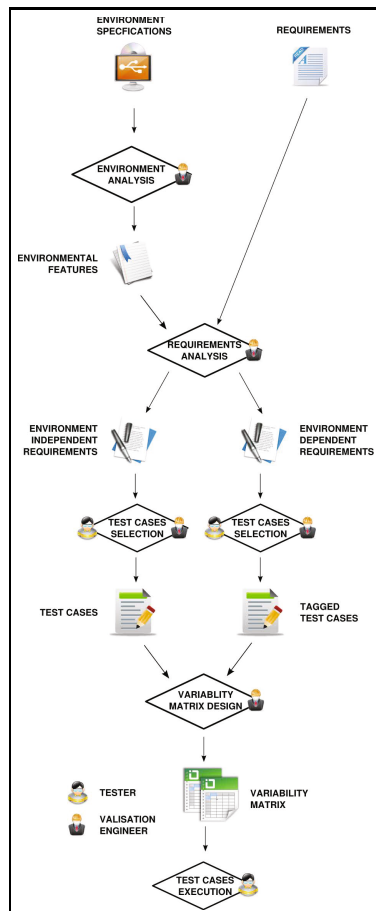 ENVIRONMENT
SPECFICATIONS
REQUIREMENTS
ENVIRONMENT
ANALYSIS
ENVIRONMENTAL
FEATURES
REQUIREMENTS
ANALYSIS
ENVIRONMENT
INDEPENDENT
REQUIREMENTS
ENVIRONMENT
DEPENDENT
REQUIREMENTS
TEST CASES
SELECTION
TEST CASES
SELECTION
TEST CASES
TAGGED
TEST CASES
VARIABLITY
MATRIX DESIGN
VARIABILITY
MATRIX
TESTER
VALISATION
ENGINEER
TEST CASES
EXECUTION